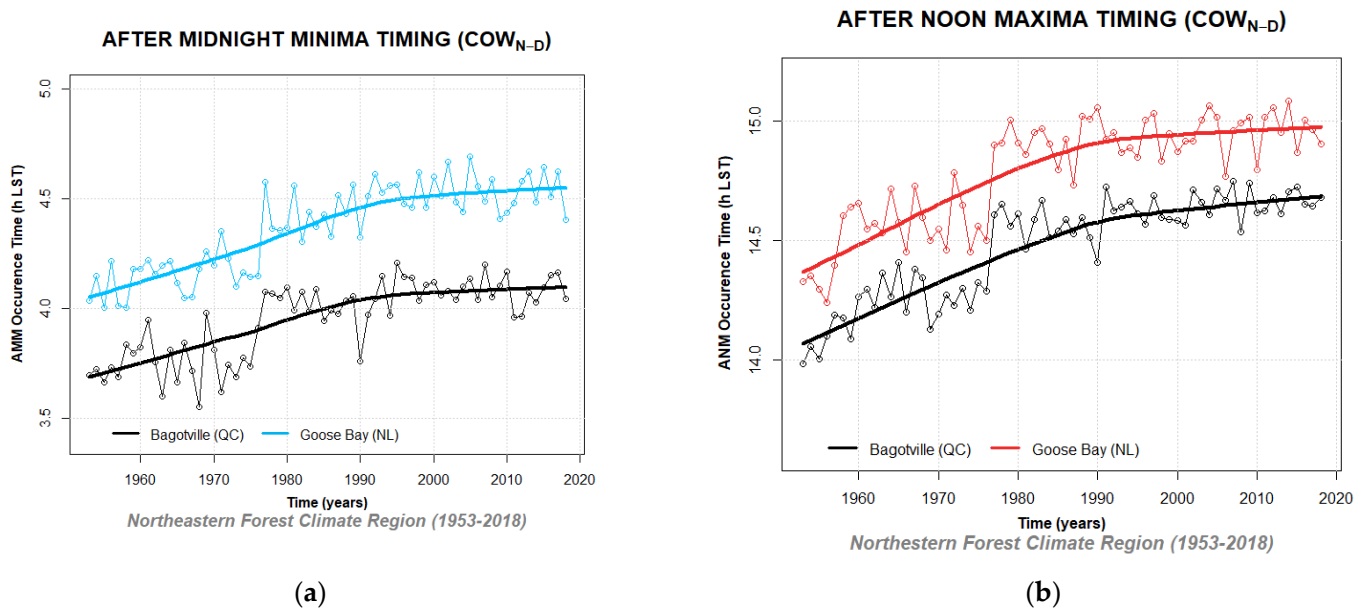 AFTER MIDNIGHT MINIMA TIMING (COWN–D)
AMM Occurence Time (h LST)
5.0
4.5
4.0
3.5
Bagotville (QC)
Goose Bay (NL)
1960 1970 1980 1990 2000 2010 2020
Time (years)
Northeastern Forest Climate Region (1953-2018)
(a)
AFTER NOON MAXIMA TIMING (COWN–D)
ANM Occurence Time (h LST)
15.0
14.5
14.0
Bagotville (QC)
Goose Bay (NL)
1960 1970 1980 1990 2000 2010 2020
Time (years)
Northestern Forest Climate Region (1953-2018)
(b)